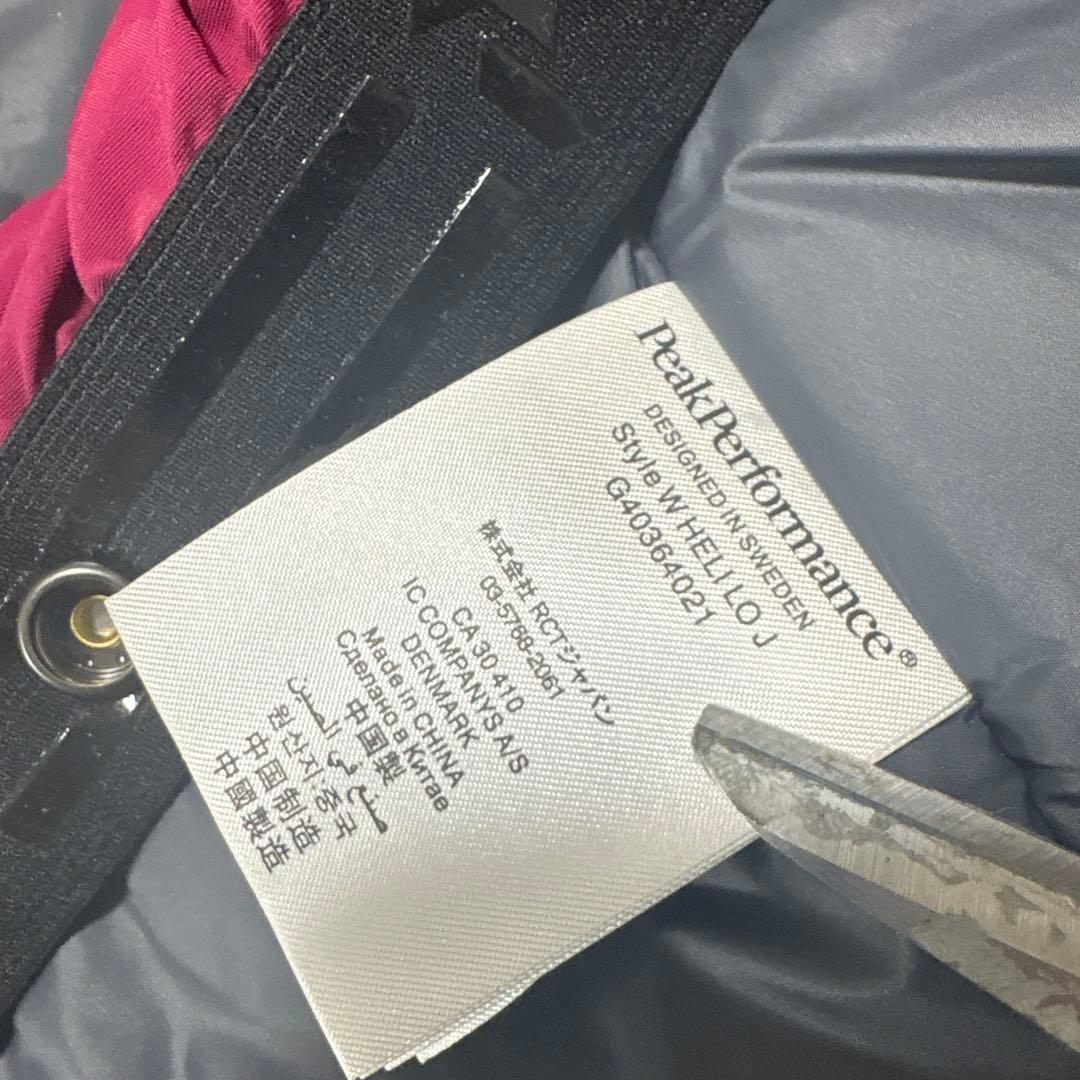 PeakPerformance®
DESIGNED IN SWEDEN
Style W HELI LO J
G40364021
株式会社 RCTジャパン
03-5768-2061
CA 30 410
IC COMPANYS A/S
DENMARK
Made in CHINA
Сделано в Китае
中国製
صنع في الصين
원산지:중국
中国制造
中國製造